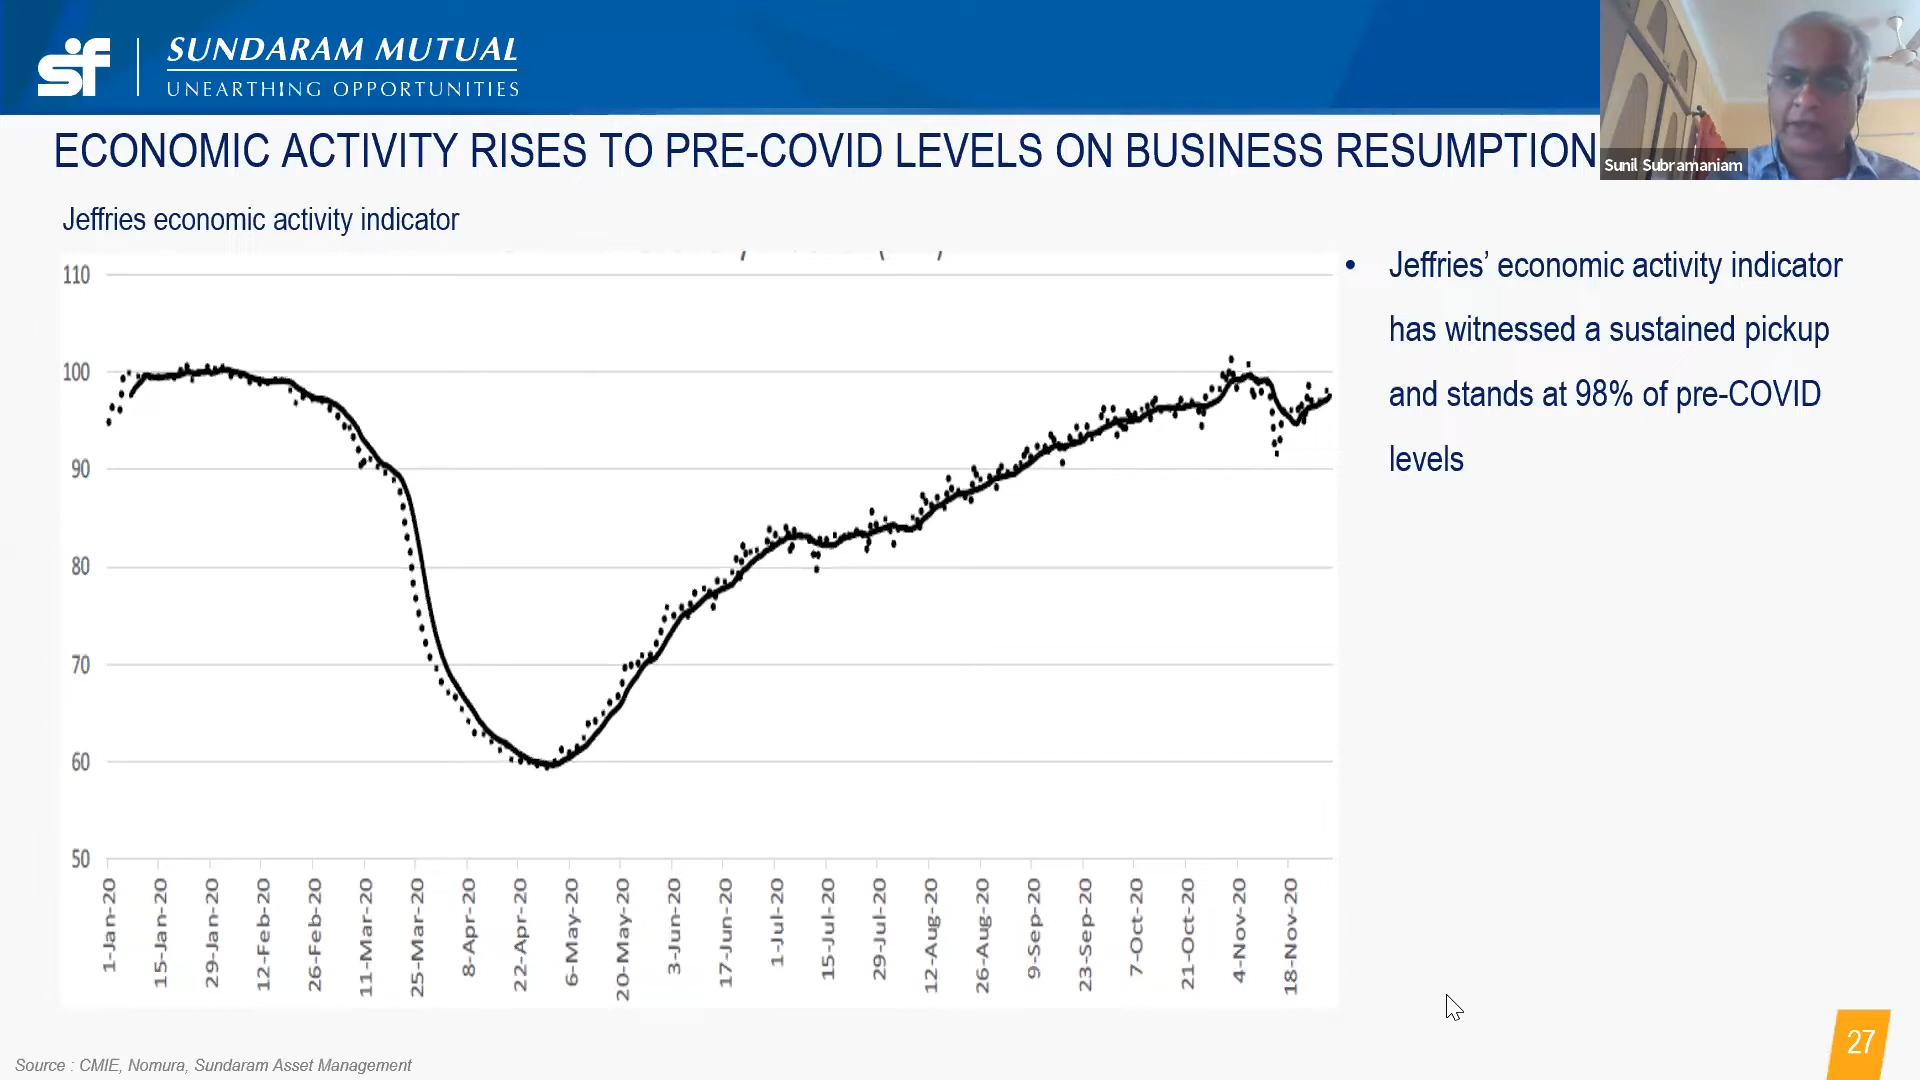 SUNDARAM MUTUAL
UNEARTHING OPPORTUNITIES
Sunil Subramaniam
ECONOMIC ACTIVITY RISES TO PRE-COVID LEVELS ON BUSINESS RESUMPTION
Jeffries economic activity indicator
110
100
90
80
70
60
50
1-Jan-20
15-Jan-20
29-Jan-20
12-Feb-20
26-Feb-20
11-Mar-20
25-Mar-20
8-Apr-20
22-Apr-20
6-May-20
20-May-20
3-Jun-20
17-Jun-20
1-Jul-20
15-Jul-20
29-Jul-20
12-Aug-20
26-Aug-20
9-Sep-20
23-Sep-20
7-Oct-20
21-Oct-20
4-Nov-20
18-Nov-20
• Jeffries’ economic activity indicator
has witnessed a sustained pickup
and stands at 98% of pre-COVID
levels
Source : CMIE, Nomura, Sundaram Asset Management
27